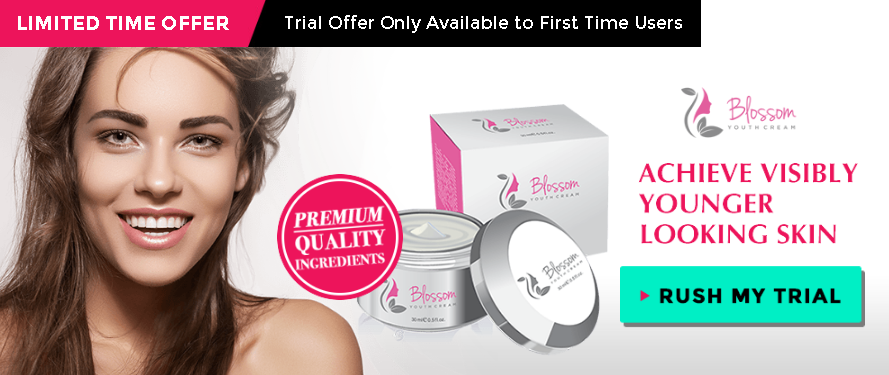 LIMITED TIME OFFER
Trial Offer Only Available to First Time Users
Blossom
YOUTH CREAM
ACHIEVE VISIBLY
YOUNGER
LOOKING SKIN
RUSH MY TRIAL
PREMIUM
QUALITY
INGREDIENTS
Blossom
YOUTH CREAM
Blossom
YOUTH CREAM
Blossom
YOUTH CREAM